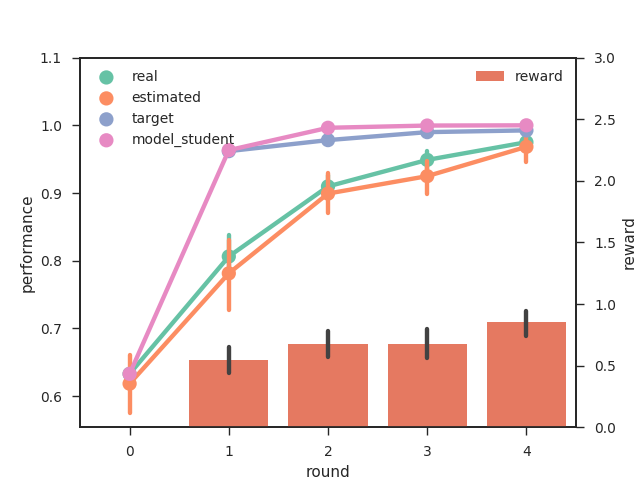 1.1
1.0
0.9
0.8
0.7
0.6
performance
real
estimated
target
model_student
reward
3.0
2.5
2.0
1.5
1.0
0.5
0.0
reward
0 1 2 3 4
round